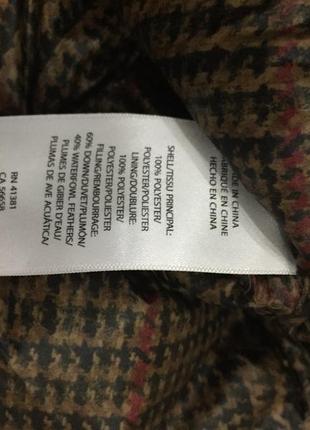 MADE IN CHINA
FABRIQUÉ EN CHINE
HECHO EN CHINA
SHELL/TISSU PRINCIPAL:
100% POLYESTER/
POLYESTER/POLIÉSTER
LINING/DOUBLURE:
100% POLYESTER/
POLYESTER/POLIÉSTER
FILLING/REMBOURRAGE:
60% DOWN/DUVET/PLUMÓN/
40% WATERFOWL FEATHERS/
PLUMES DE GIBIER D'EAU/
PLUMAS DE AVE ACUÁTICA/
RN 41381
CA 56658